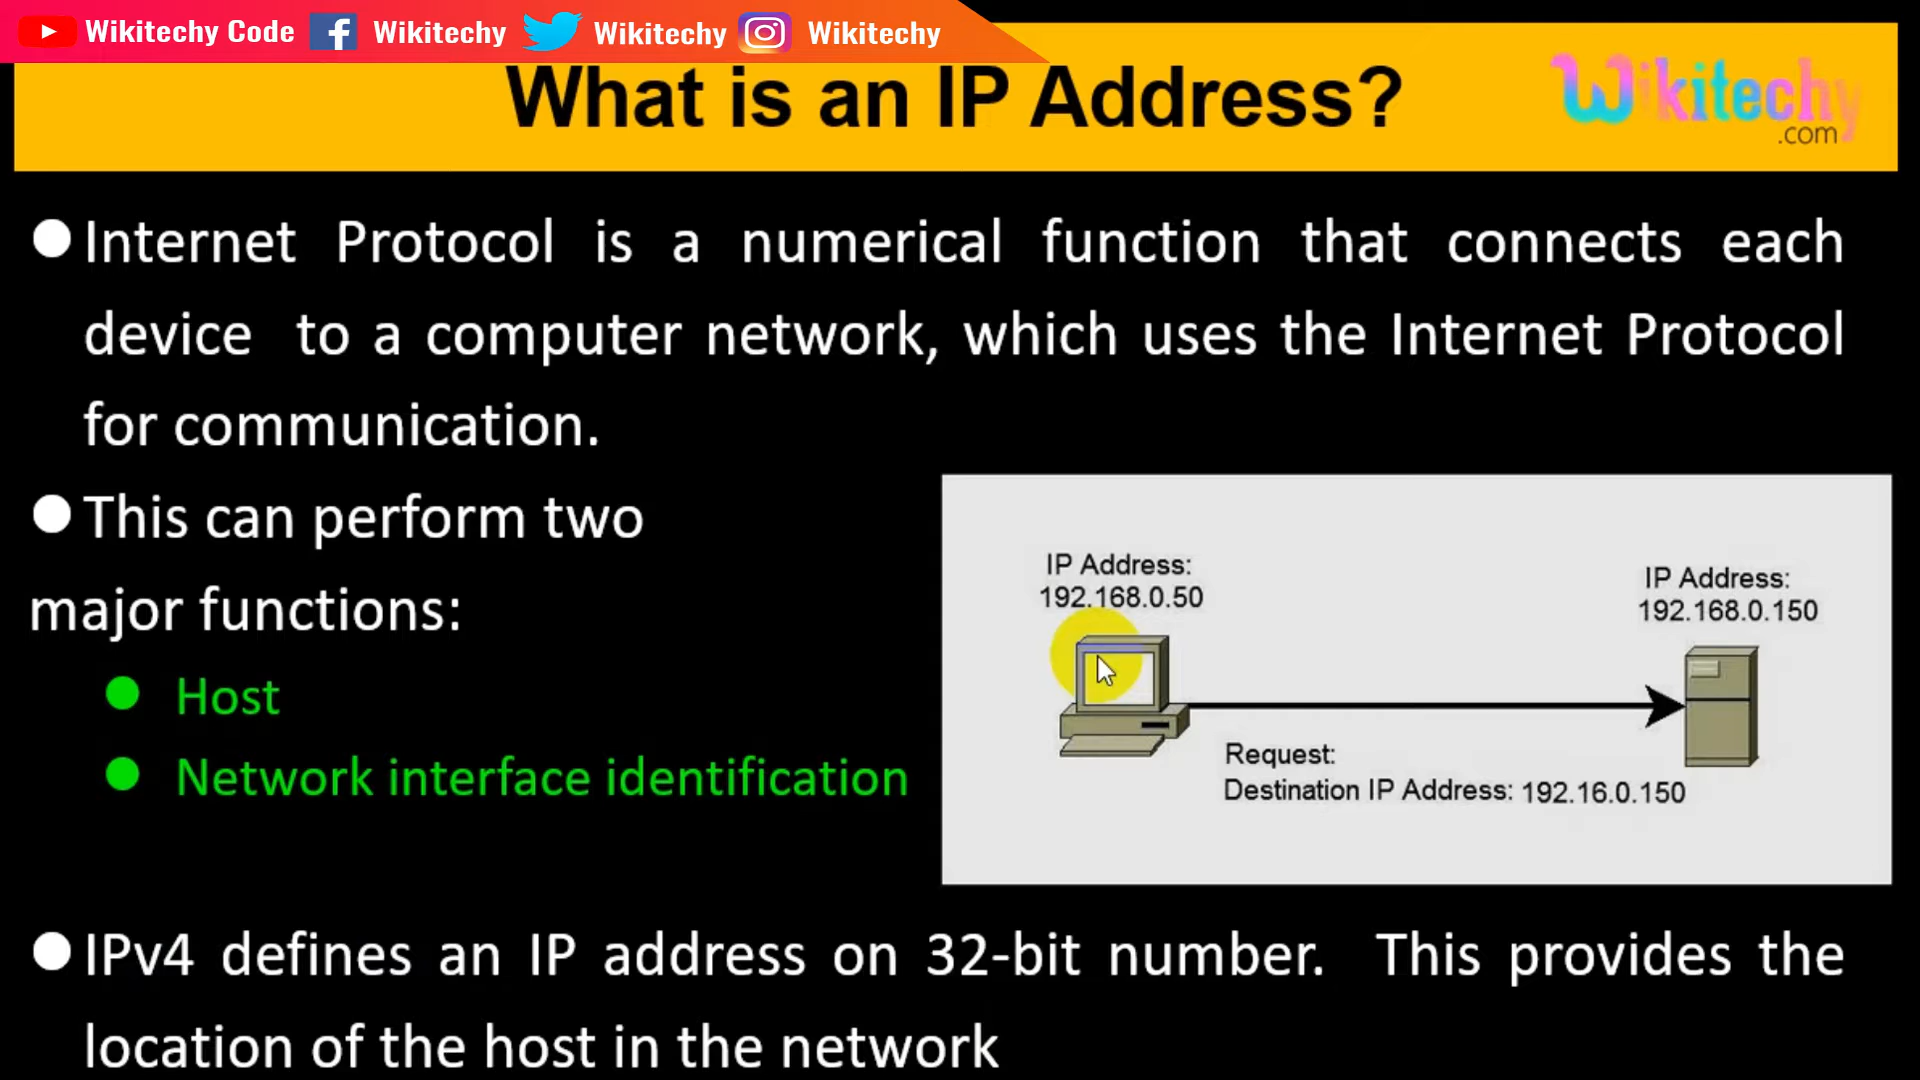 Wikitechy Code Wikitechy Wikitechy Wikitechy
What is an IP Address?
Wikitechy
.com
Internet Protocol is a numerical function that connects each
device to a computer network, which uses the Internet Protocol
for communication.
This can perform two
major functions:
Host
Network interface identification
IP Address:
192.168.0.50
IP Address:
192.168.0.150
Request:
Destination IP Address: 192.16.0.150
IPv4 defines an IP address on 32-bit number. This provides the
location of the host in the network